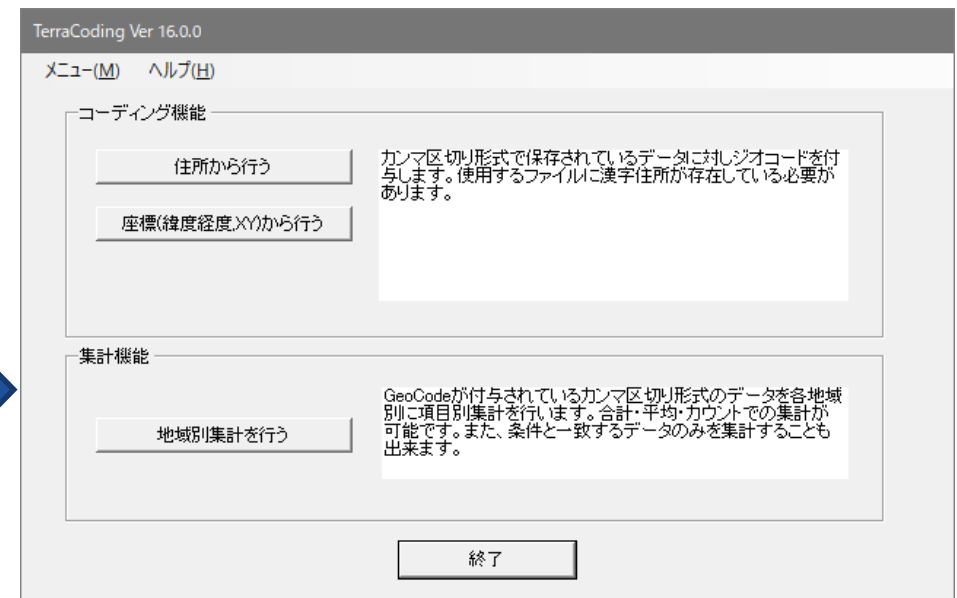 TerraCoding Ver 16.0.0
メニュー(M) ヘルプ(H)
コーディング機能
住所から行う
カンマ区切り形式で保存されているデータに対しジオコードを付
与します。使用するファイルに漢字住所が存在している必要が
あります。
座標(緯度経度,XY)から行う
集計機能
地域別集計を行う
GeoCodeが付与されているカンマ区切り形式のデータを各地域
別に項目別集計を行います。合計・平均・カウントでの集計が
可能です。また、条件と一致するデータのみを集計することも
出来ます。
終了